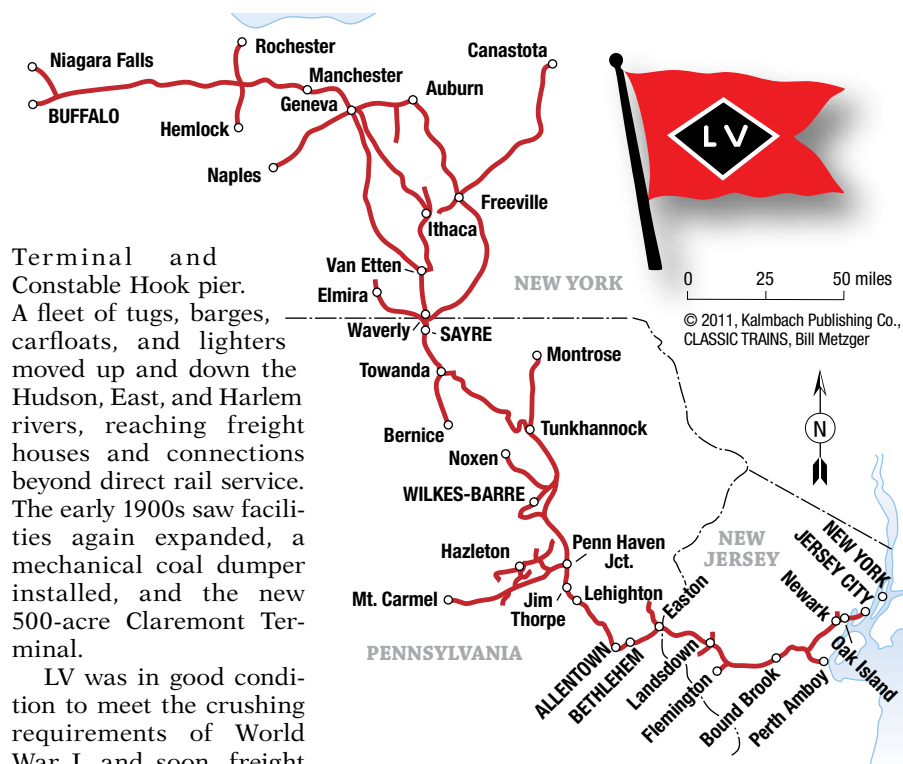 Niagara Falls
BUFFALO
Rochester
Hemlock
Manchester
Geneva
Naples
Auburn
Canastota
Freeville
Ithaca
Van Etten
Elmira
Waverly
SAYRE
NEW YORK
LV
0 25 50 miles
© 2011, Kalmbach Publishing Co.,
CLASSIC TRAINS, Bill Metzger
N
Towanda
Bernice
Montrose
Tunkhannock
Noxen
WILKES-BARRE
Hazleton
Mt. Carmel
Penn Haven
Jct.
Jim
Thorpe
Lehighton
PENNSYLVANIA
NEW
JERSEY
ALLENTOWN
BETHLEHEM
Easton
Landsdown
Flemington
Bound Brook
Perth Amboy
Oak Island
Newark
JERSEY CITY
NEW YORK
Terminal and
Constable Hook pier.
A fleet of tugs, barges,
carfloats, and lighters
moved up and down the
Hudson, East, and Harlem
rivers, reaching freight
houses and connections
beyond direct rail service.
The early 1900s saw facili-
ties again expanded, a
mechanical coal dumper
installed, and the new
500-acre Claremont Ter-
minal.
LV was in good condi-
tion to meet the crushing
requirements of World
War I, and soon, freight